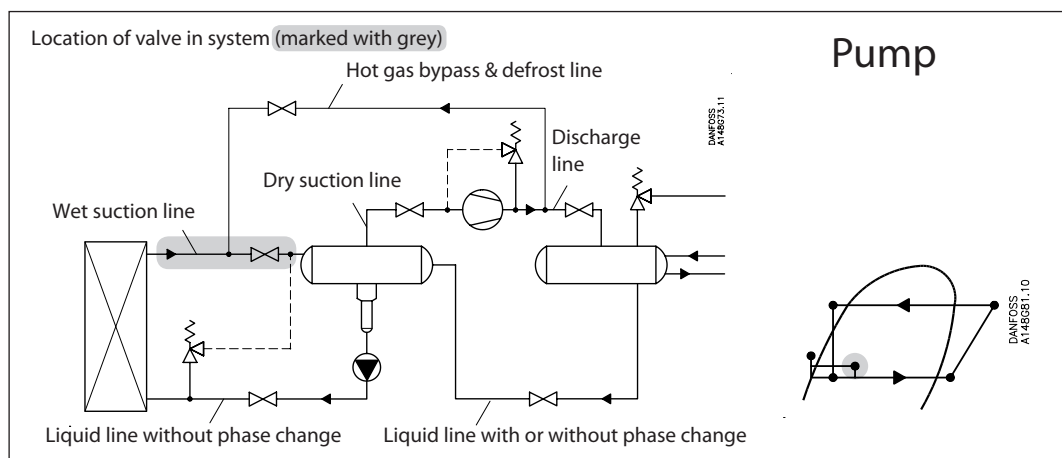 Location of valve in system (marked with grey)
Pump
Hot gas bypass & defrost line
DANFOSS
A148G73.11
Discharge
line
Dry suction line
Wet suction line
DANFOSS
A148G81.10
Liquid line without phase change
Liquid line with or without phase change